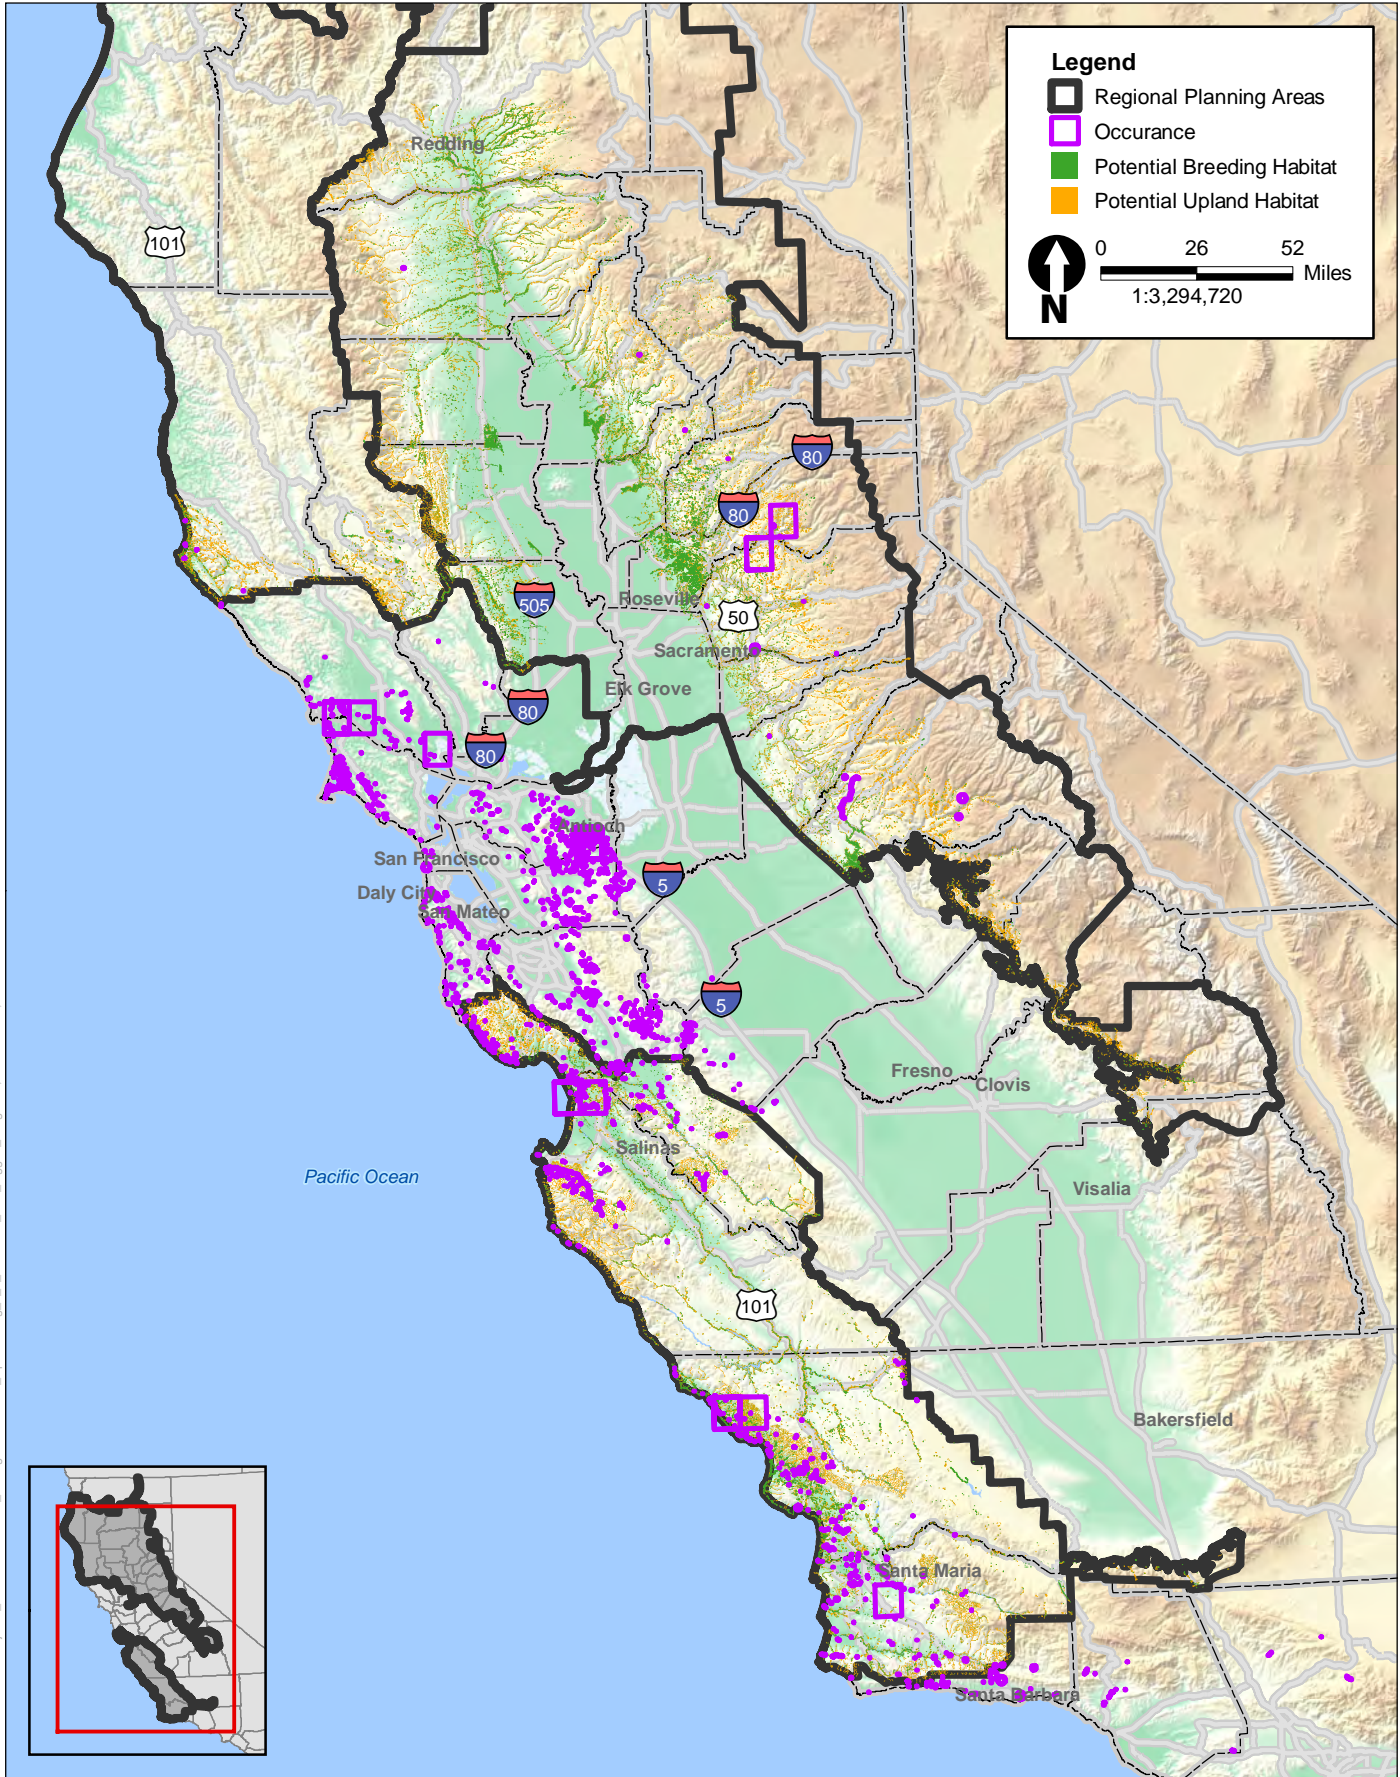 Legend
Regional Planning Areas
Occurance
Potential Breeding Habitat
Potential Upland Habitat
0 26 52
Miles
1:3,294,720
N
Redding
101
80
80
505
Roseville
50
Sacramento
Elk Grove
80
80
Antioch
San Francisco
5
Daly City
San Mateo
5
Fresno
Clovis
Salinas
Pacific Ocean
Visalia
101
Bakersfield
Santa Maria
Santa Barbara